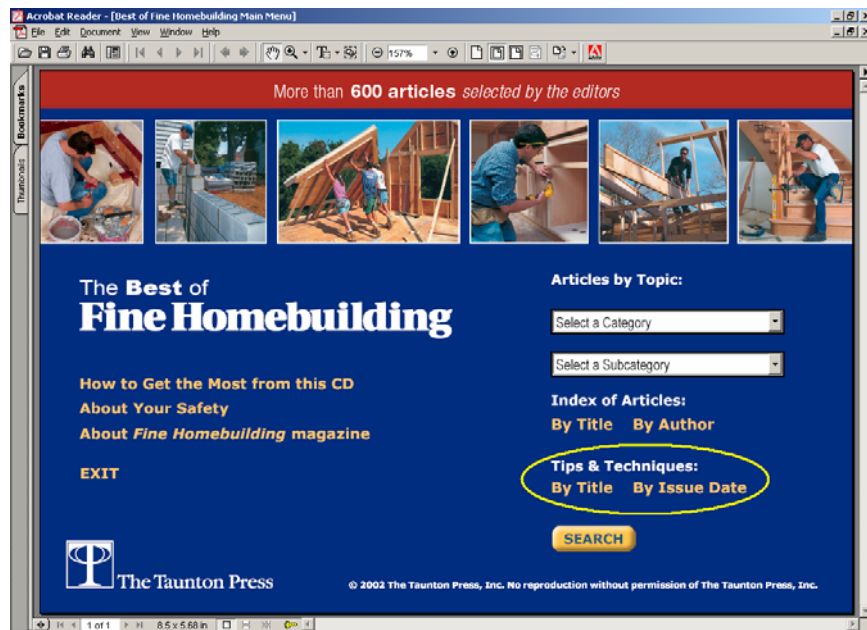 Acrobat Reader - [Best of Fine Homebuilding Main Menu]
File Edit Document View Window Help
157%
Bookmarks
Thumbnails
More than 600 articles selected by the editors
The Best of
Fine Homebuilding
How to Get the Most from this CD
About Your Safety
About Fine Homebuilding magazine
EXIT
Articles by Topic:
Select a Category
Select a Subcategory
Index of Articles:
By Title By Author
Tips & Techniques:
By Title By Issue Date
SEARCH
The Taunton Press
© 2002 The Taunton Press, Inc. No reproduction without permission of The Taunton Press, Inc.
1 of 1 8.5 x 5.68 in